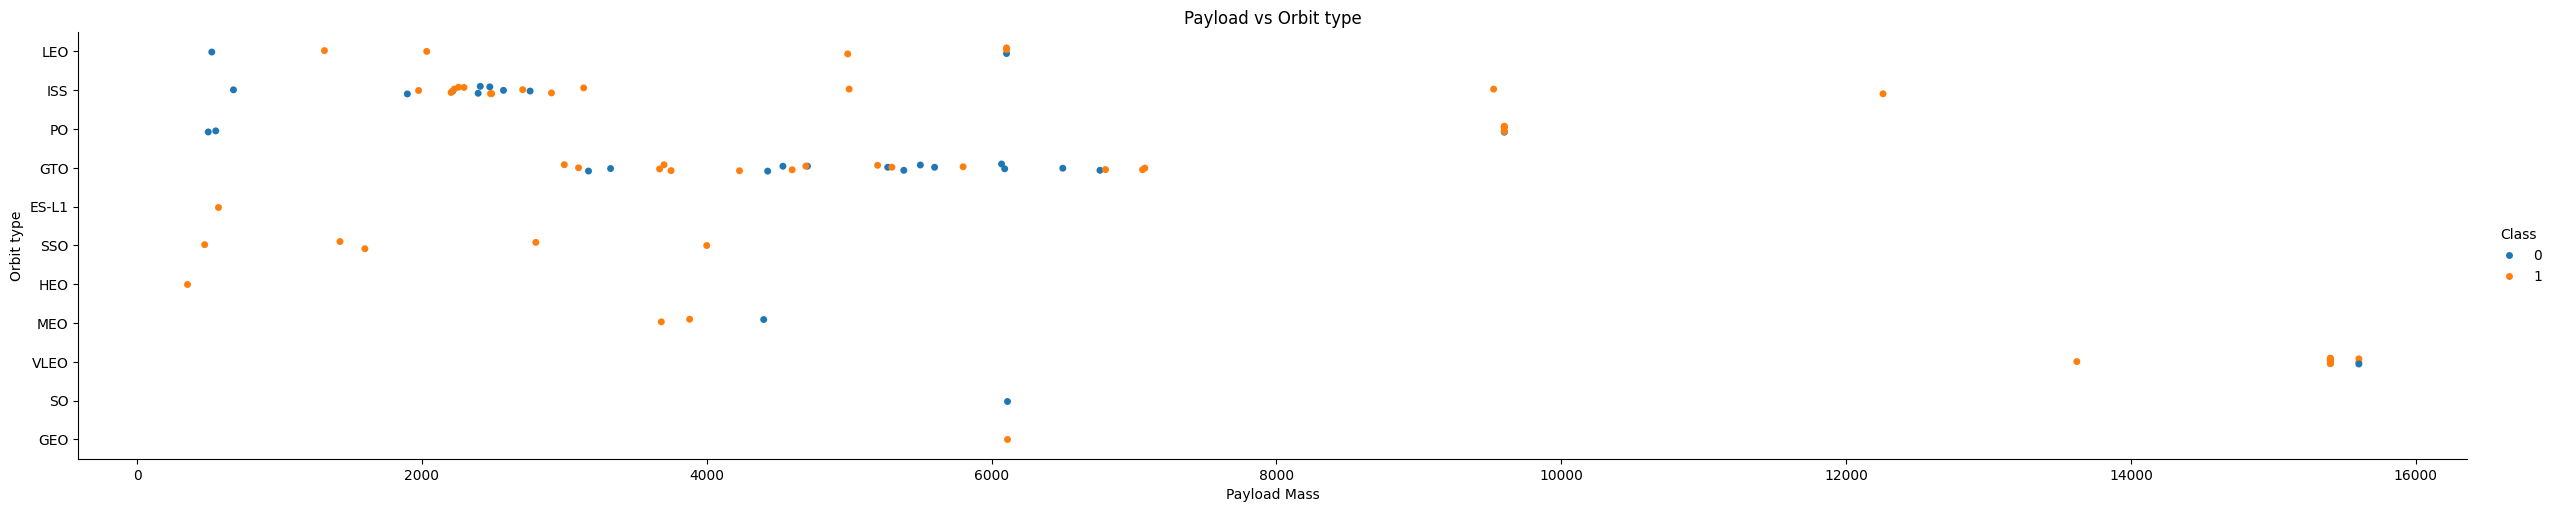 Payload vs Orbit type
Orbit type
LEO
ISS
PO
GTO
ES-L1
SSO
HEO
MEO
VLEO
SO
GEO
0 2000 4000 6000 8000 10000 12000 14000 16000
Payload Mass
Class
0
1